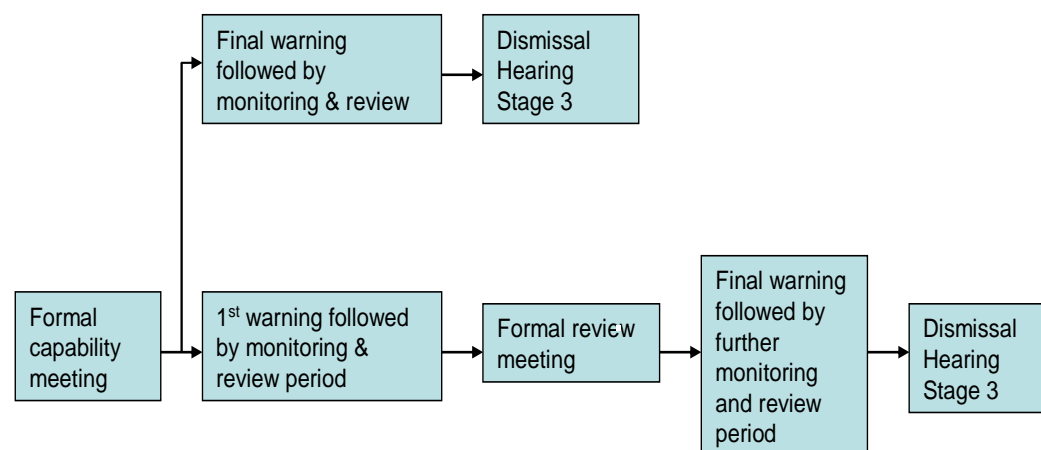 Final warning
followed by
monitoring & review
Dismissal
Hearing
Stage 3
Formal
capability
meeting
1st warning followed
by monitoring &
review period
Formal review
meeting
Final warning
followed by
further
monitoring
and review
period
Dismissal
Hearing
Stage 3